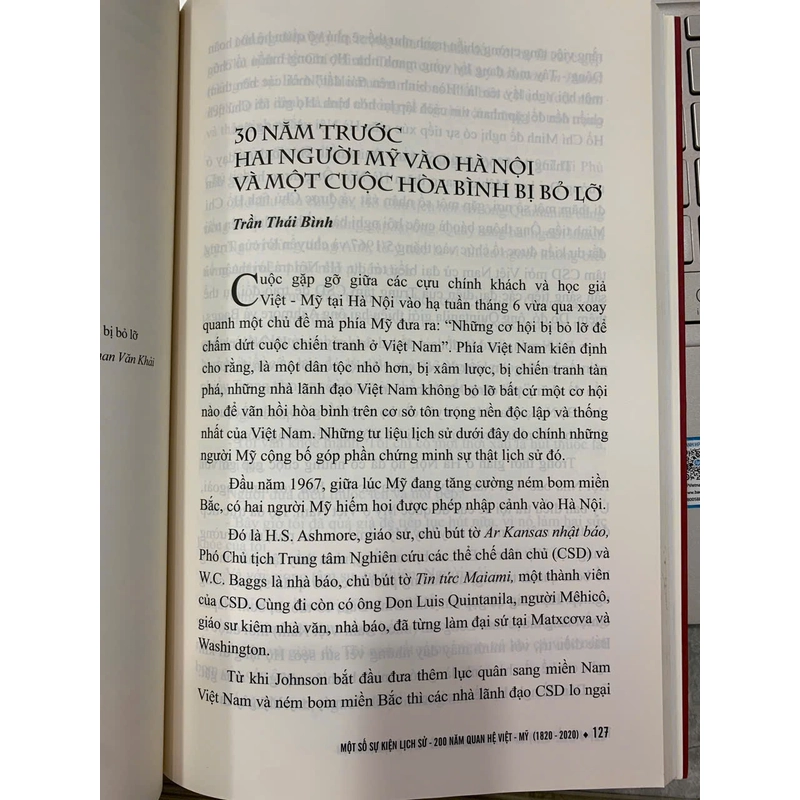 bị bỏ lỡ
nan Văn Khải
30 NĂM TRƯỚC
HAI NGƯỜI MỸ VÀO HÀ NỘI
VÀ MỘT CUỘC HÒA BÌNH BỊ BỎ LỠ
Trần Thái Bình
Cuộc gặp gỡ giữa các cựu chính khách và học giả
Việt - Mỹ tại Hà Nội vào hạ tuần tháng 6 vừa qua xoay
quanh một chủ đề mà phía Mỹ đưa ra: “Những cơ hội bị bỏ lỡ để
chấm dứt cuộc chiến tranh ở Việt Nam”. Phía Việt Nam kiên định
cho rằng, là một dân tộc nhỏ hơn, bị xâm lược, bị chiến tranh tàn
phá, những nhà lãnh đạo Việt Nam không bỏ lỡ bất cứ một cơ hội
nào để văn hồi hòa bình trên cơ sở tôn trọng nền độc lập và thống
nhất của Việt Nam. Những tư liệu lịch sử dưới đây do chính những
người Mỹ cộng bố góp phần chứng minh sự thật lịch sử đó.
Đầu năm 1967, giữa lúc Mỹ đang tăng cường ném bom miền
Bắc, có hai người Mỹ hiếm hoi được phép nhập cảnh vào Hà Nội.
Đó là H.S. Ashmore, giáo sư, chủ bút tờ Ar Kansas nhật báo,
Phó Chủ tịch Trung tâm Nghiên cứu các thể chế dân chủ (CSD) và
W.C. Baggs là nhà báo, chủ bút tờ Tin tức Maiami, một thành viên
của CSD. Cùng đi còn có ông Don Luis Quintanila, người Mêhicô,
giáo sư kiêm nhà văn, nhà báo, đã từng làm đại sứ tại Matxcova và
Washington.
Từ khi Johnson bắt đầu đưa thêm lục quân sang miền Nam
Việt Nam và ném bom miền Bắc thì các nhà lãnh đạo CSD lo ngại
MỘT SỐ SỰ KIỆN LỊCH SỬ - 200 NĂM QUAN HỆ VIỆT - MỸ (1820 - 2020) ◆ 127